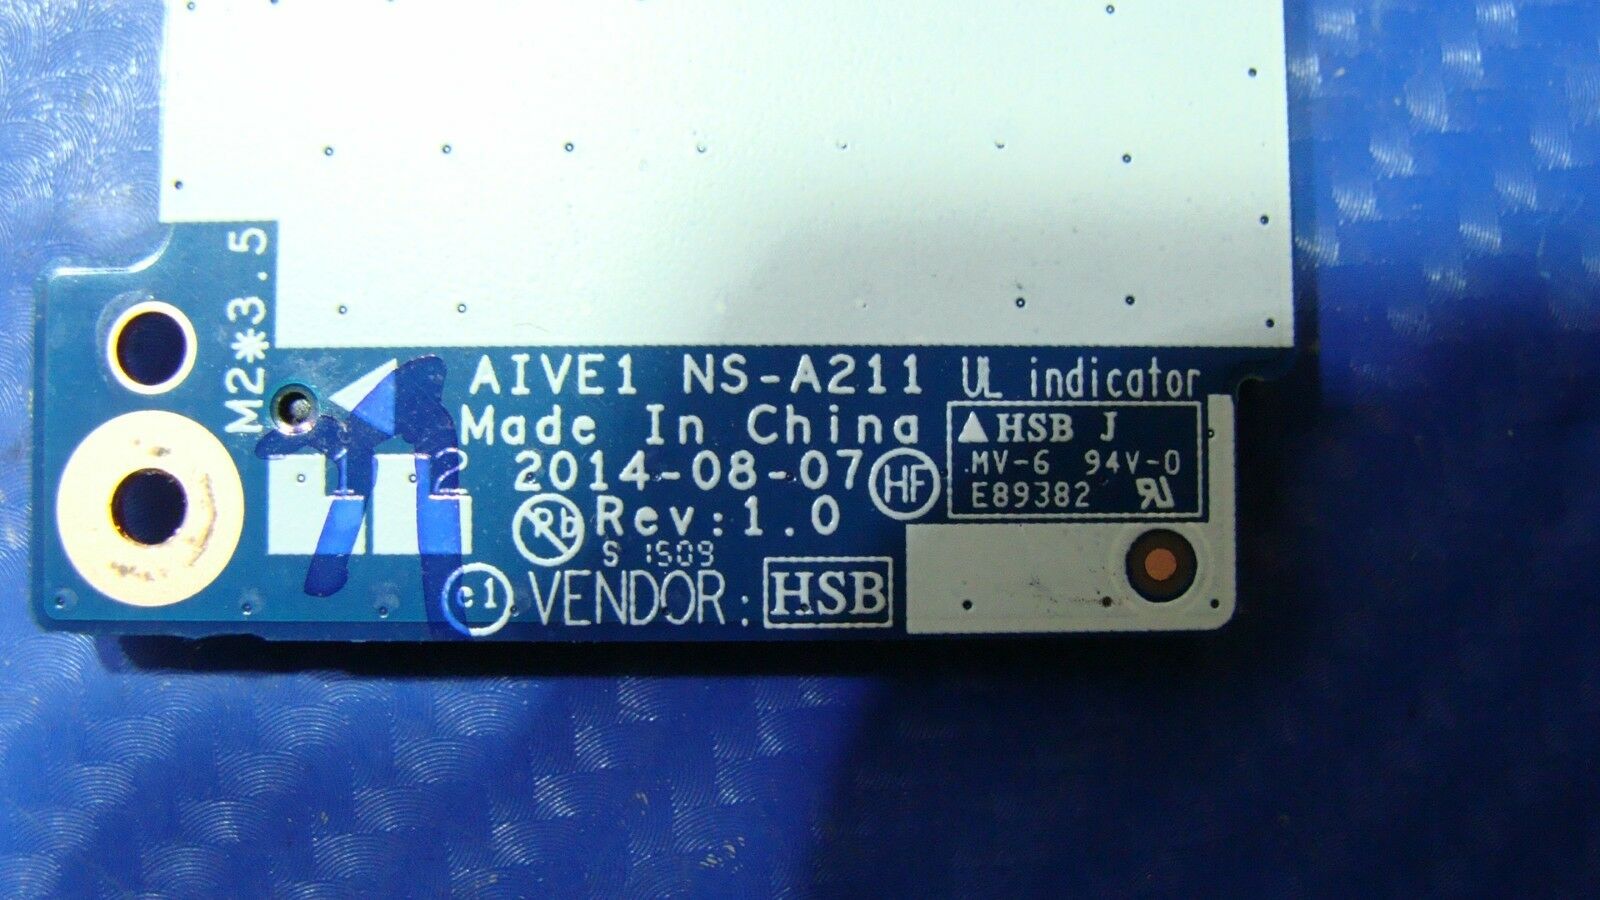 M2*3.5
AIVE1 NS-A211
Made In China
2014-08-07 HF
Pb Rev:1.0
S 1509
e1 VENDOR: HSB
1 2
UL indicator
▲HSB J
MV-6 94V-0
E89382 RU